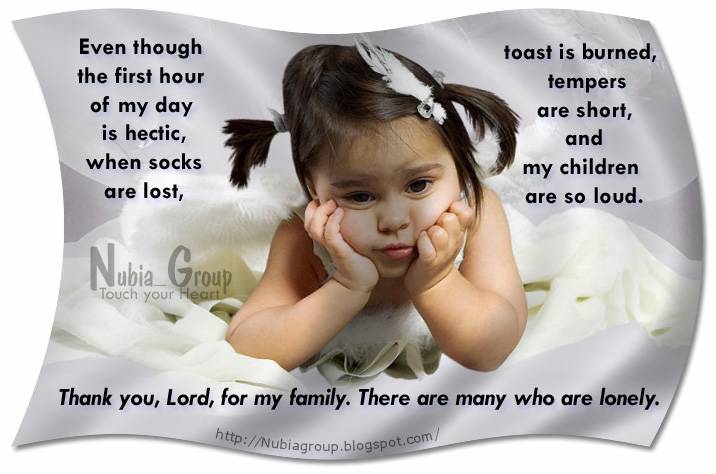 Even though
the first hour
of my day
is hectic,
when socks
are lost,
toast is burned,
tempers
are short,
and
my children
are so loud.
Nubia_Group
Touch your Heart
Thank you, Lord, for my family. There are many who are lonely.
http://Nubiagroup.blogspot.com/